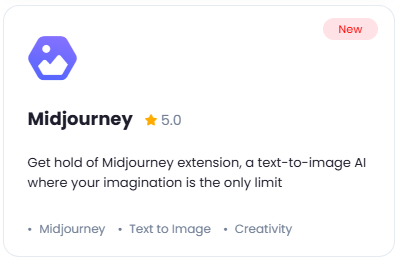 New
Midjourney 5.0
Get hold of Midjourney extension, a text-to-image AI
where your imagination is the only limit
• Midjourney • Text to Image • Creativity